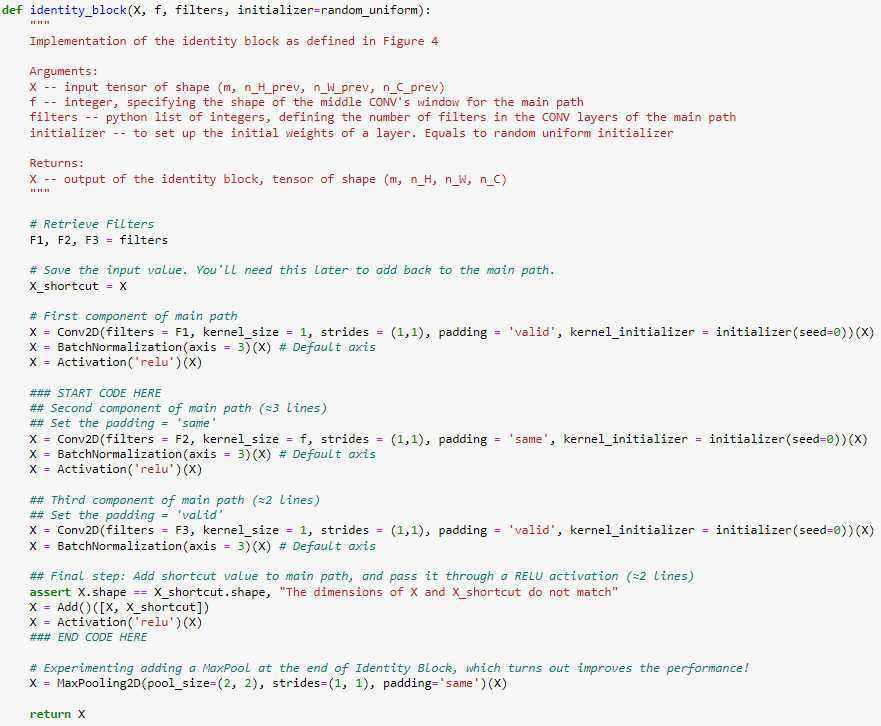 def identity_block(X, f, filters, initializer=random_uniform):
"""
Implementation of the identity block as defined in Figure 4
Arguments:
X -- input tensor of shape (m, n_H_prev, n_W_prev, n_C_prev)
f -- integer, specifying the shape of the middle CONV's window for the main path
filters -- python list of integers, defining the number of filters in the CONV layers of the main path
initializer -- to set up the initial weights of a layer. Equals to random uniform initializer
Returns:
X -- output of the identity block, tensor of shape (m, n_H, n_W, n_C)
"""
# Retrieve Filters
F1, F2, F3 = filters
# Save the input value. You'll need this later to add back to the main path.
X_shortcut = X
# First component of main path
X = Conv2D(filters = F1, kernel_size = 1, strides = (1,1), padding = 'valid', kernel_initializer = initializer(seed=0))(X)
X = BatchNormalization(axis = 3)(X) # Default axis
X = Activation('relu')(X)
### START CODE HERE
## Second component of main path (≈3 lines)
## Set the padding = 'same'
X = Conv2D(filters = F2, kernel_size = f, strides = (1,1), padding = 'same', kernel_initializer = initializer(seed=0))(X)
X = BatchNormalization(axis = 3)(X) # Default axis
X = Activation('relu')(X)
## Third component of main path (≈2 lines)
## Set the padding = 'valid'
X = Conv2D(filters = F3, kernel_size = 1, strides = (1,1), padding = 'valid', kernel_initializer = initializer(seed=0))(X)
X = BatchNormalization(axis = 3)(X) # Default axis
## Final step: Add shortcut value to main path, and pass it through a RELU activation (≈2 lines)
assert X.shape == X_shortcut.shape, "The dimensions of X and X_shortcut do not match"
X = Add()([X, X_shortcut])
X = Activation('relu')(X)
### END CODE HERE
# Experimenting adding a MaxPool at the end of Identity Block, which turns out improves the performance!
X = MaxPooling2D(pool_size=(2, 2), strides=(1, 1), padding='same')(X)
return X